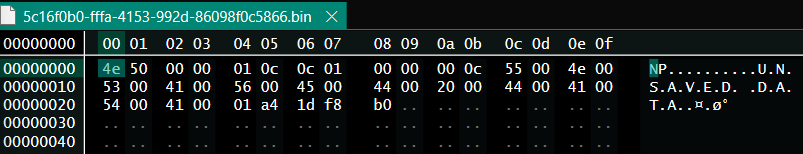 5c16f0b0-fffa-4153-992d-86098f0c5866.bin
00000000 00 01 02 03 04 05 06 07 08 09 0a 0b 0c 0d 0e 0f
00000000 4e 50 00 00 01 0c 0c 01 00 00 00 0c 55 00 4e 00 NP..........U.N.
00000010 53 00 41 00 56 00 45 00 44 00 20 00 44 00 41 00 S.A.V.E.D. .D.A.
00000020 54 00 41 00 01 a4 1d f8 b0 .. .. .. .. .. .. .. T.A..¤.ø°
00000030 .. .. .. .. .. .. .. .. .. .. .. .. .. .. .. ..
00000040 .. .. .. .. .. .. .. .. .. .. .. .. .. .. .. ..